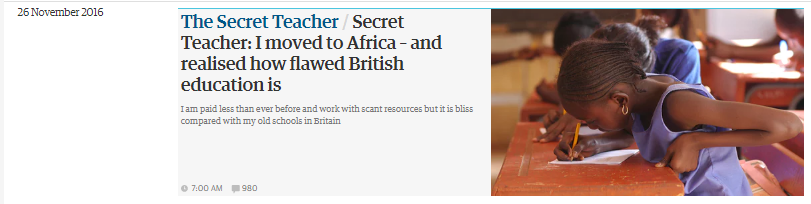 26 November 2016
The Secret Teacher / Secret
Teacher: I moved to Africa – and
realised how flawed British
education is
I am paid less than ever before and work with scant resources but it is bliss
compared with my old schools in Britain
7:00 AM 980